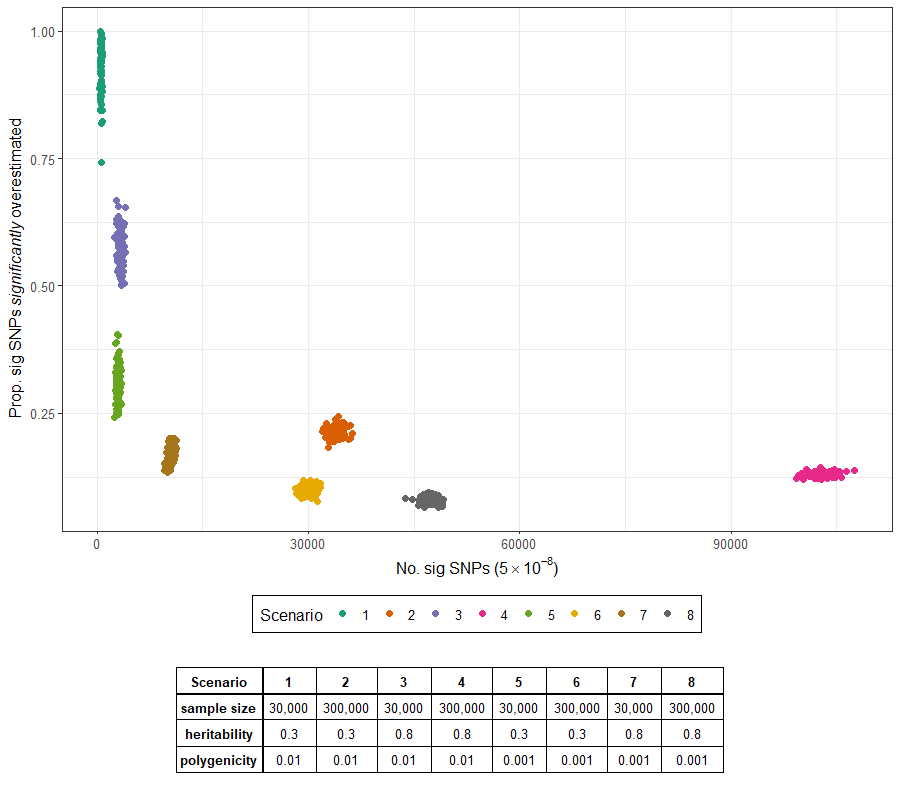 Prop. sig SNPs significantly overestimated
1.00
0.75
0.50
0.25
0 30000 60000 90000
No. sig SNPs (5 × 10⁻⁸)
Scenario 1 2 3 4 5 6 7 8
Scenario 1 2 3 4 5 6 7 8
sample size 30,000 300,000 30,000 300,000 30,000 300,000 30,000 300,000
heritability 0.3 0.3 0.8 0.8 0.3 0.3 0.8 0.8
polygenicity 0.01 0.01 0.01 0.01 0.001 0.001 0.001 0.001